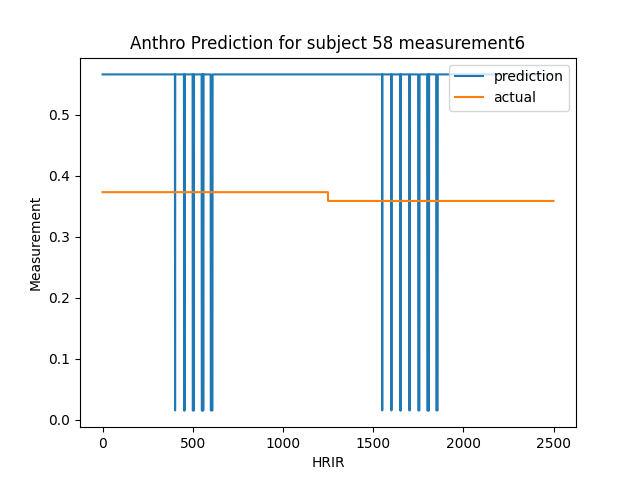 Anthro Prediction for subject 58 measurement6
prediction
actual
0.5
0.4
0.3
0.2
0.1
0.0
Measurement
0 500 1000 1500 2000 2500
HRIR